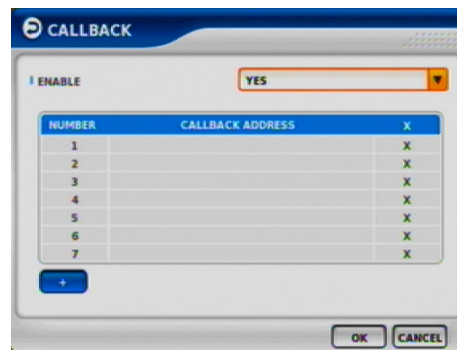 CALLBACK
ENABLE YES
NUMBER CALLBACK ADDRESS X
1 X
2 X
3 X
4 X
5 X
6 X
7 X
+
OK CANCEL